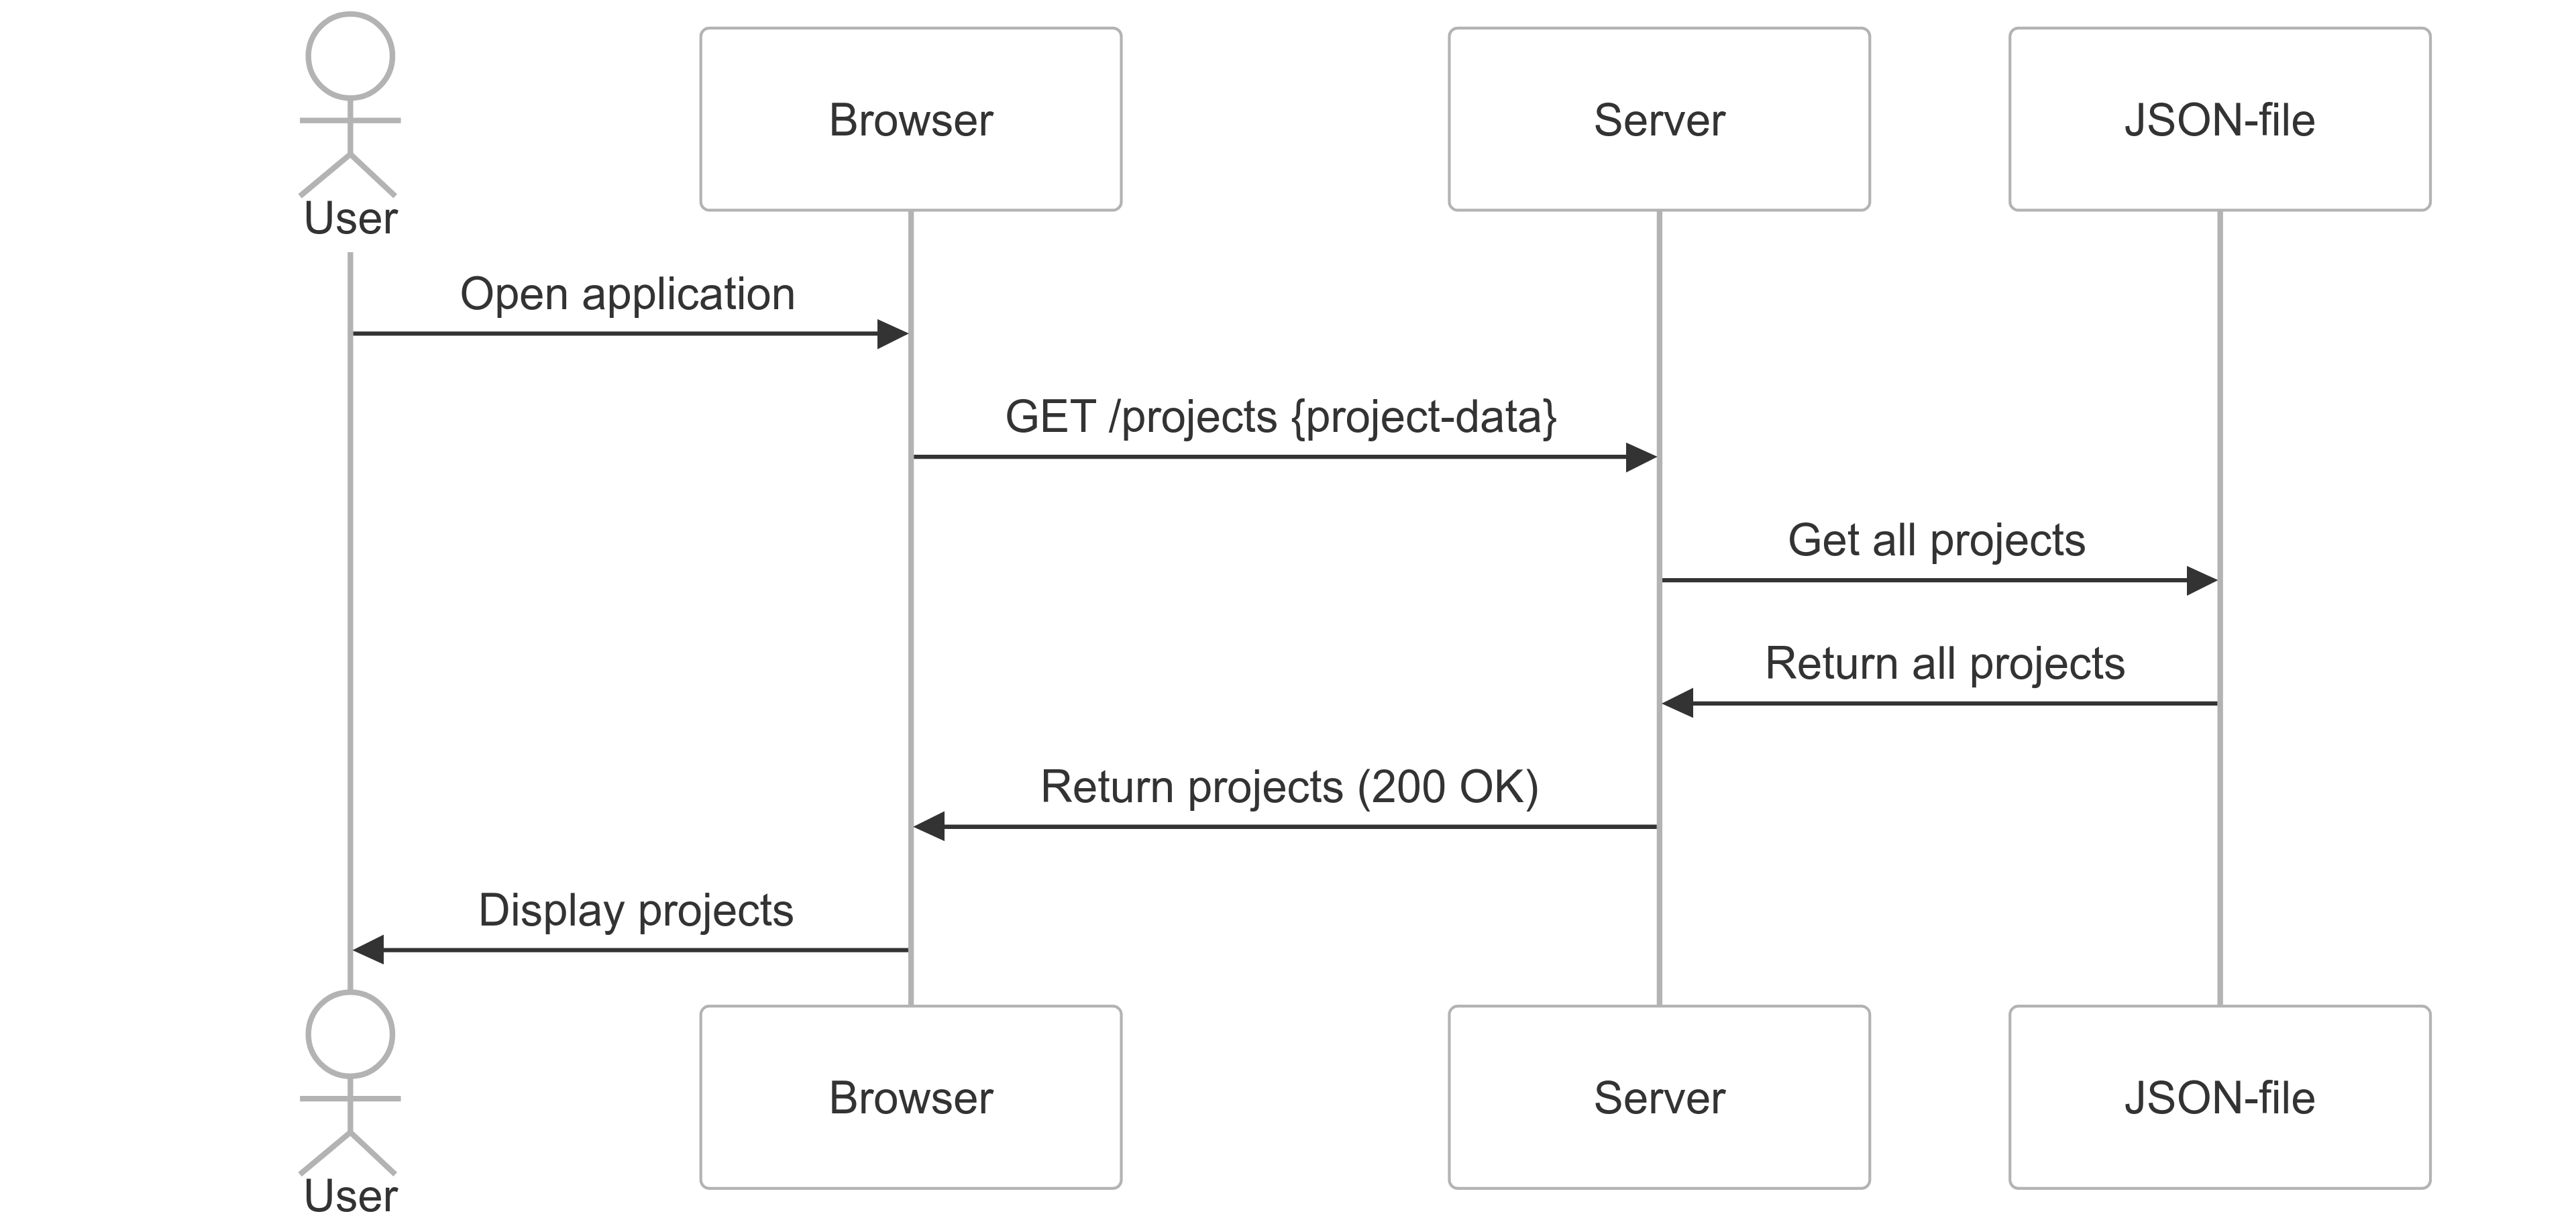 User
Browser
Server
JSON-file
Open application
GET /projects {project-data}
Get all projects
Return all projects
Return projects (200 OK)
Display projects
User
Browser
Server
JSON-file